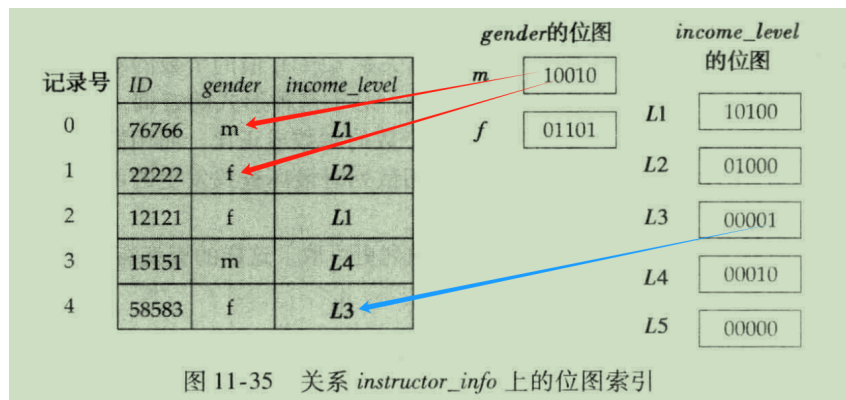 gender的位图
income_level
的位图
记录号 ID gender income_level
0 76766 m L1
1 22222 f L2
2 12121 f L1
3 15151 m L4
4 58583 f L3
m 10010
f 01101
L1 10100
L2 01000
L3 00001
L4 00010
L5 00000
图 11-35 关系 instructor_info 上的位图索引